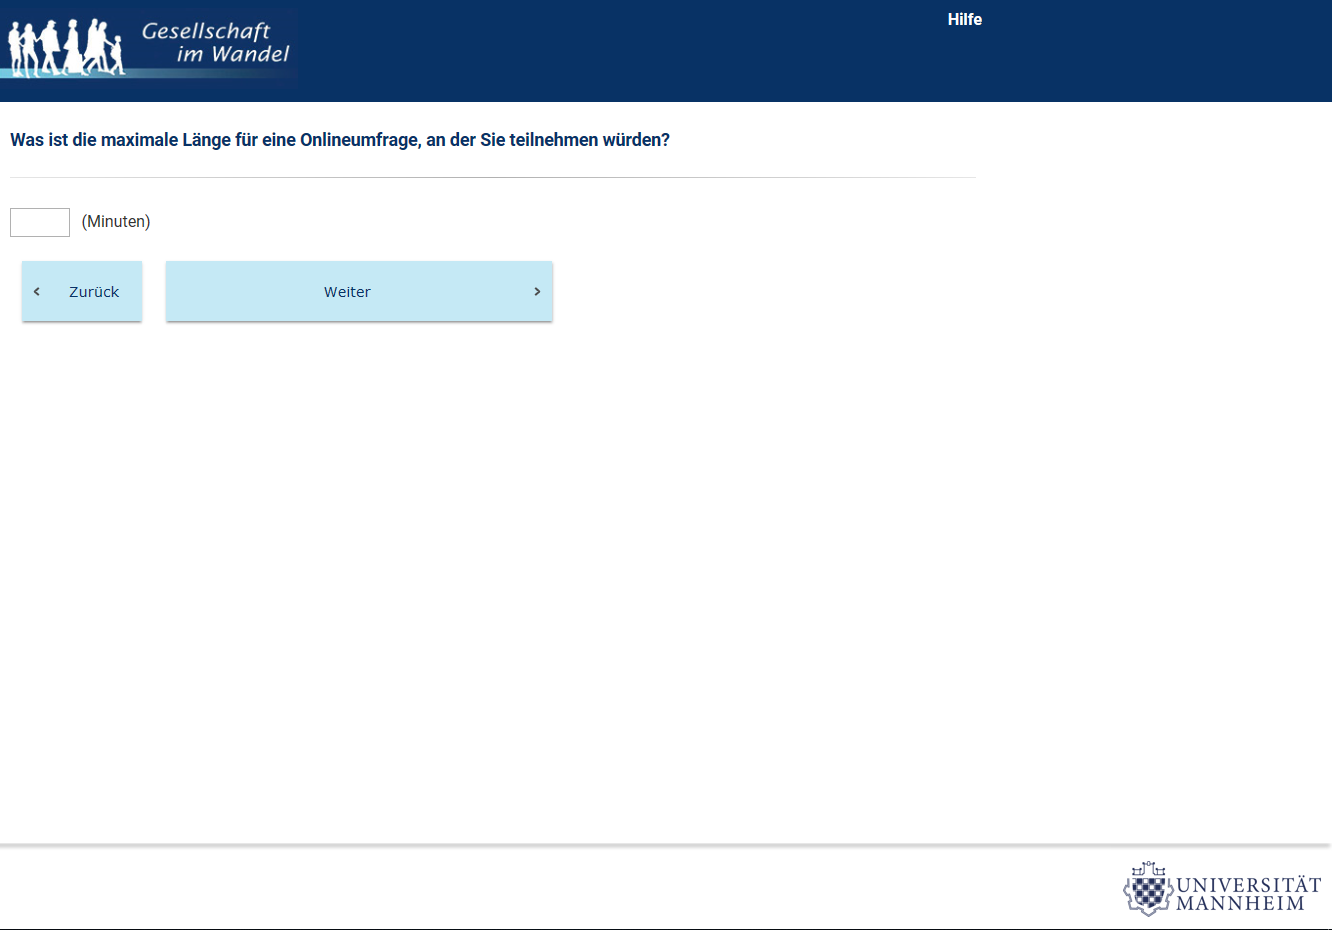 Gesellschaft
im Wandel
Hilfe
Was ist die maximale Länge für eine Onlineumfrage, an der Sie teilnehmen würden?
(Minuten)
Zurück
Weiter
UNIVERSITÄT
MANNHEIM